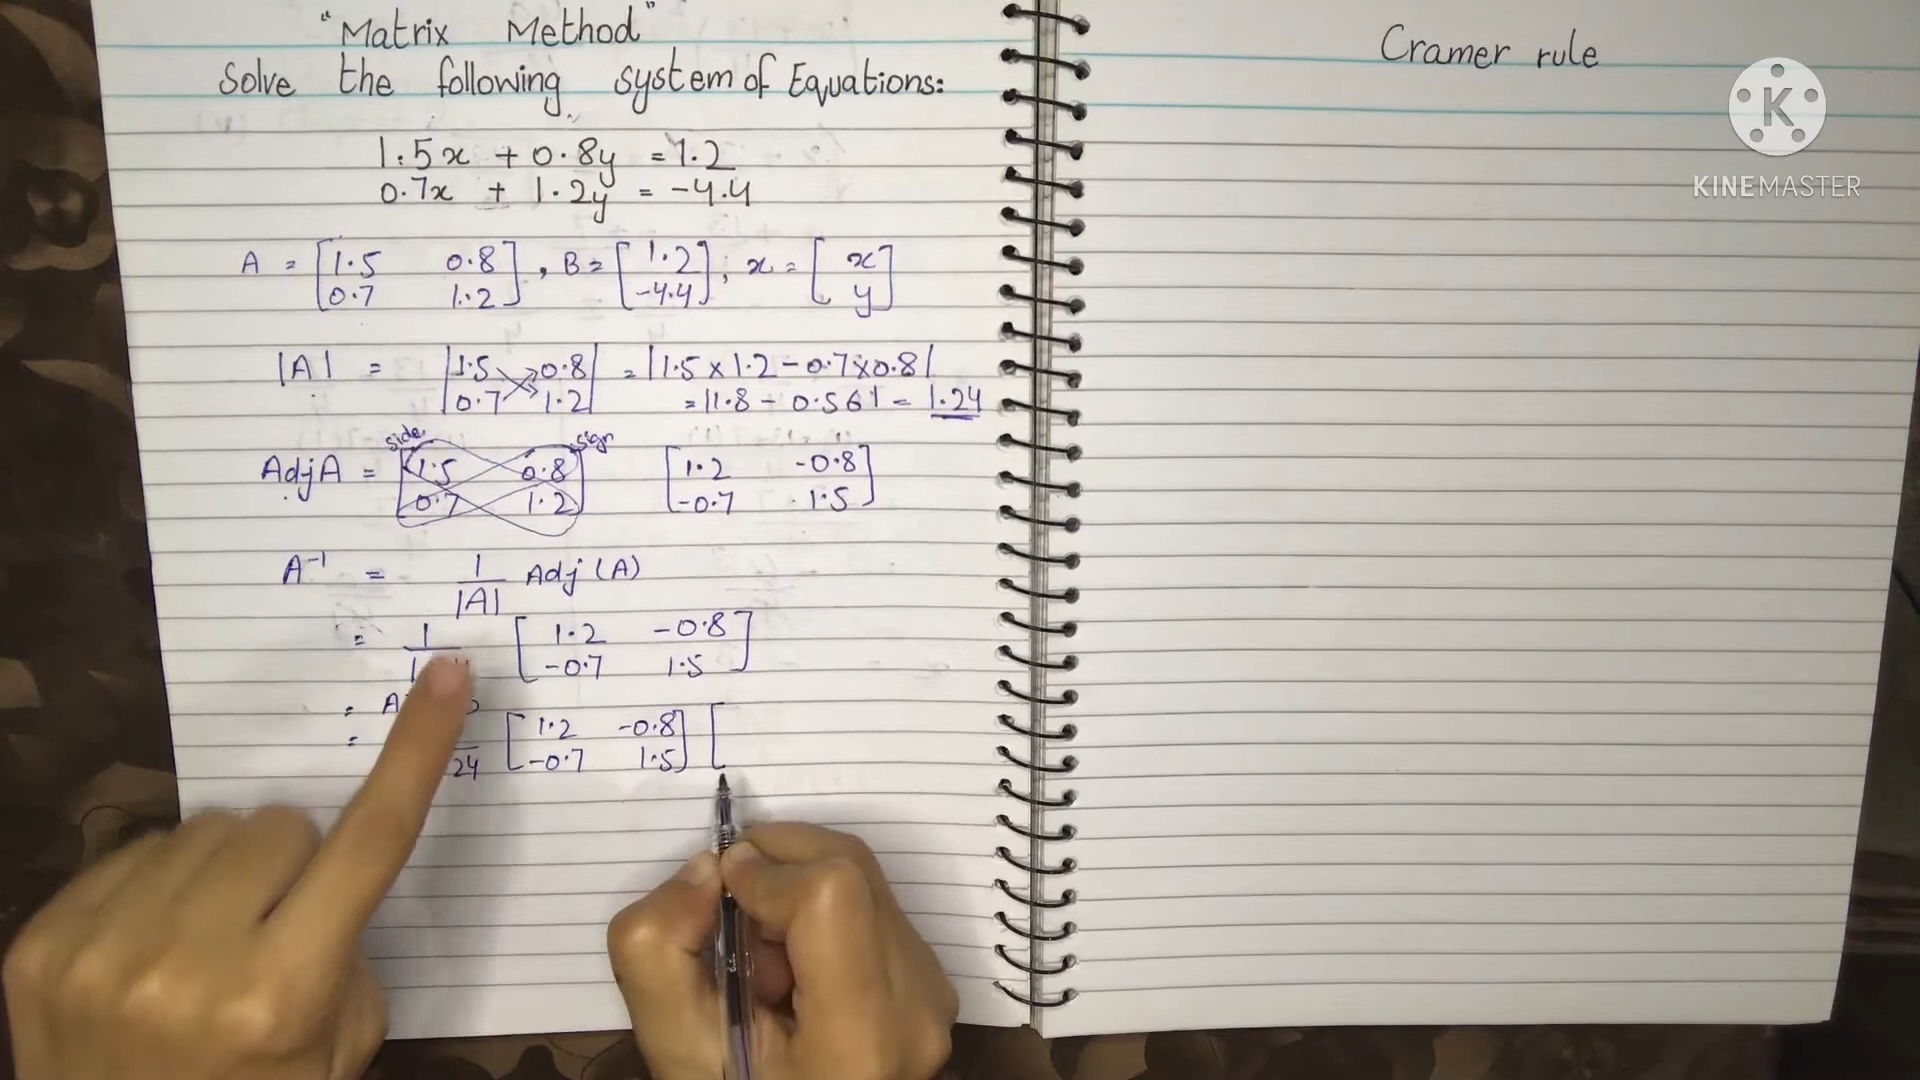 "Matrix Method"
Solve the following system of Equations:
1.5x + 0.8y = 1.2
0.7x + 1.2y = -4.4
A = [1.5 0.8, B = [1.2], x = [x]
0.7 1.2] -4.4 y
|A| = |1.5 0.8| = |1.5 x 1.2 - 0.7 x 0.8|
0.7 1.2 = |1.8 - 0.56| = 1.24
side sign
AdjA = [1.5 0.8] [1.2 -0.8]
0.7 1.2 -0.7 1.5
A⁻¹ = 1 Adj (A)
|A|
= 1 [1.2 -0.8]
-0.7 1.5
= A
= [1.2 -0.8] [
24 -0.7 1.5
Cramer rule
K
KINEMASTER